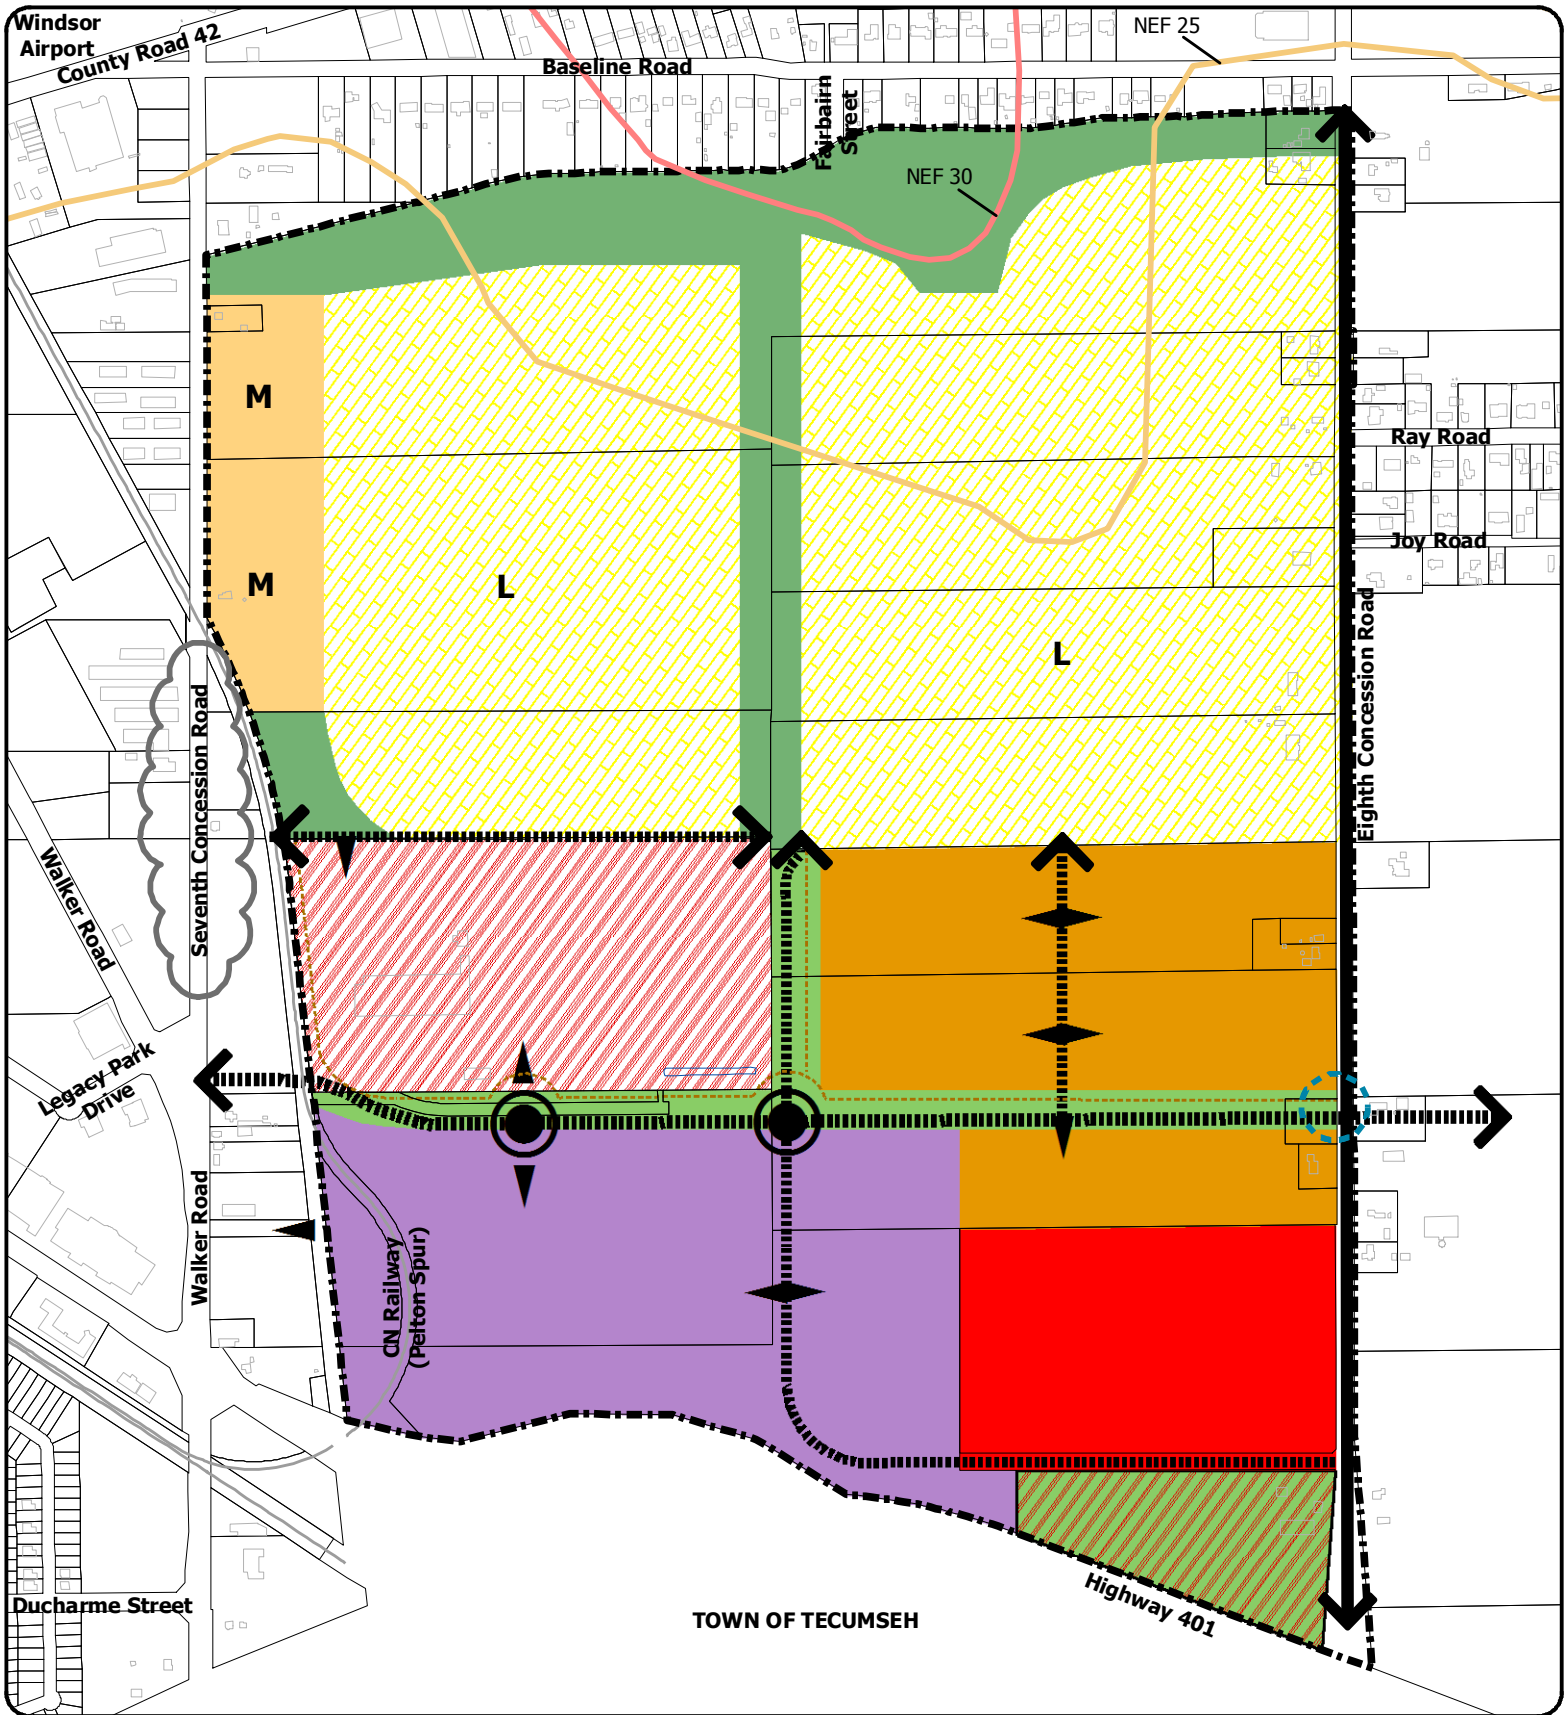 Windsor
Airport
County Road 42
NEF 25
Baseline Road
Fairbairn
Street
NEF 30
M
Ray Road
Joy Road
M
L
L
Eighth Concession Road
Seventh Concession Road
Walker Road
Legacy Park
Drive
Walker Road
CN Railway
(Pelton Spur)
Ducharme Street
TOWN OF TECUMSEH
Highway 401